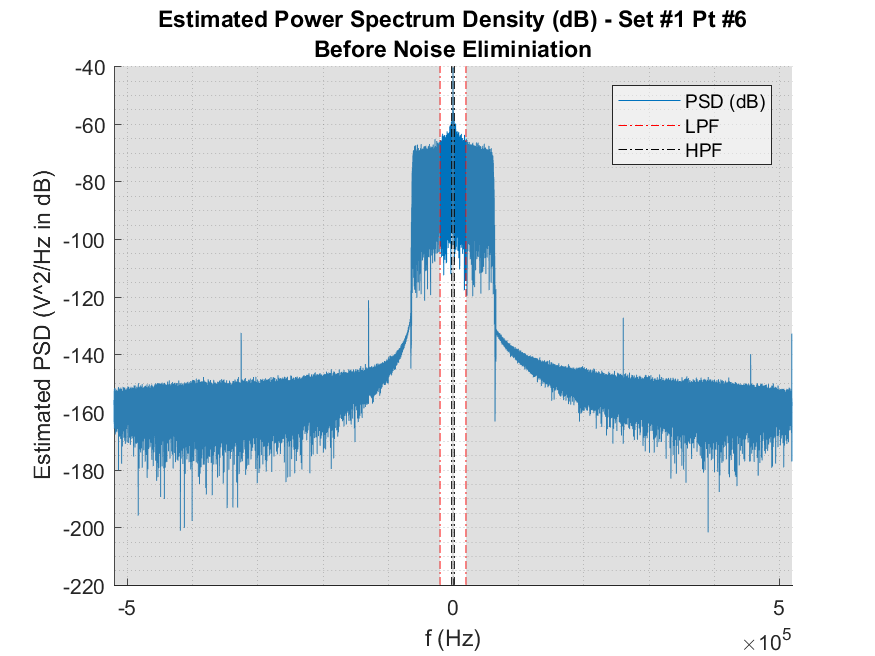 Estimated Power Spectrum Density (dB) - Set #1 Pt #6
Before Noise Eliminiation
-40
-60
-80
-100
-120
-140
-160
-180
-200
-220
Estimated PSD (V^2/Hz in dB)
PSD (dB)
LPF
HPF
-5
0
5
×10^5
f (Hz)